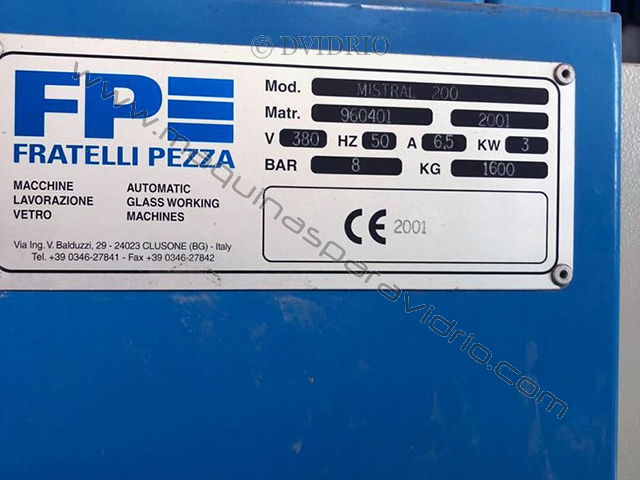 © DVIDRIO
FPE
FRATELLI PEZZA
MACCHINE
LAVORAZIONE
VETRO
AUTOMATIC
GLASS WORKING
MACHINES
Via Ing. V. Balduzzi, 29 - 24023 CLUSONE (BG) - Italy
Tel. +39 0346-27841 - Fax +39 0346-27842
Mod. MISTRAL 200
Matr. 960401 2001
V 380 HZ 50 A 6,5 KW 3
BAR 8 KG 1600
CE 2001
www.maquinasparavidrio.com